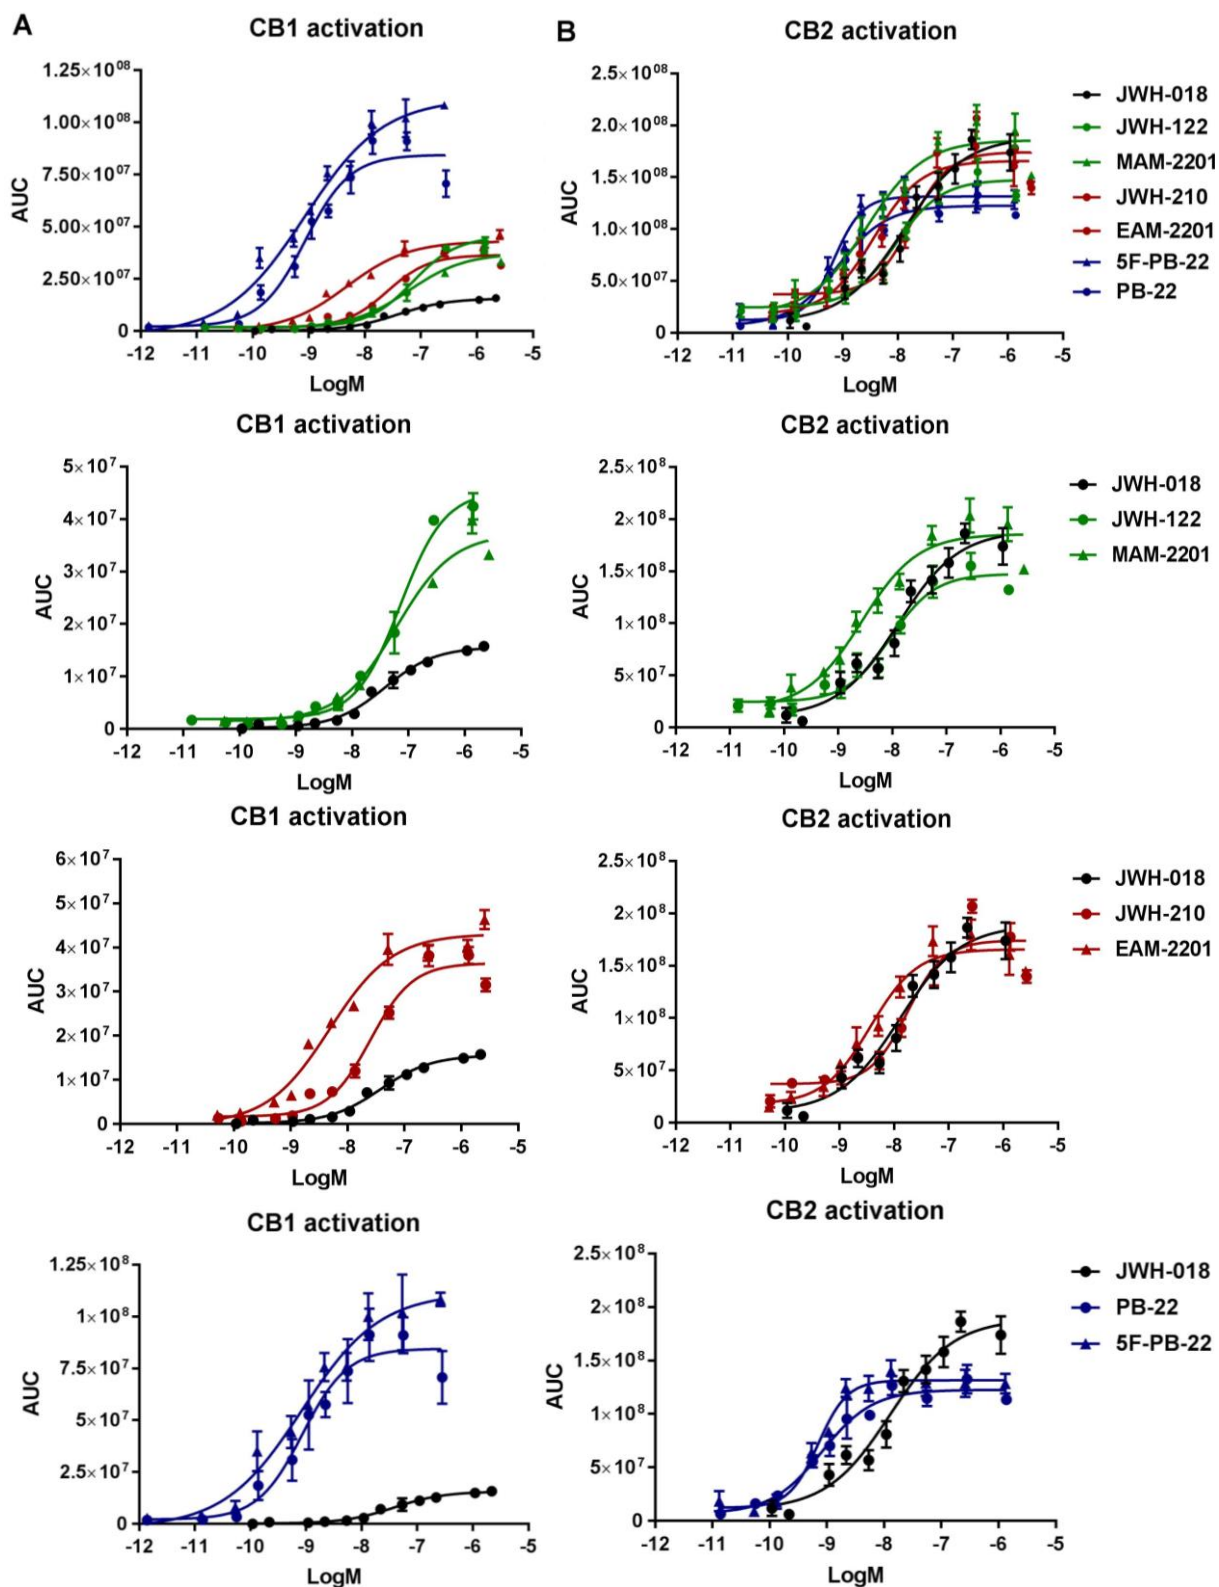 A
CB1 activation
AUC
1.25×10⁰⁸
1.00×10⁰⁸
7.50×10⁰⁷
5.00×10⁰⁷
2.50×10⁰⁷
0
-12 -11 -10 -9 -8 -7 -6 -5
LogM
B
CB2 activation
AUC
2.5×10⁰⁸
2.0×10⁰⁸
1.5×10⁰⁸
1.0×10⁰⁸
5.0×10⁰⁷
0
-12 -11 -10 -9 -8 -7 -6 -5
LogM
JWH-018
JWH-122
MAM-2201
JWH-210
EAM-2201
5F-PB-22
PB-22
CB1 activation
AUC
5×10⁷
4×10⁷
3×10⁷
2×10⁷
1×10⁷
0
-12 -11 -10 -9 -8 -7 -6 -5
LogM
CB2 activation
AUC
2.5×10⁸
2×10⁸
1.5×10⁸
1×10⁸
5×10⁷
0
-12 -11 -10 -9 -8 -7 -6 -5
LogM
JWH-018
JWH-122
MAM-2201
CB1 activation
AUC
6×10⁷
5×10⁷
4×10⁷
3×10⁷
2×10⁷
1×10⁷
0
-12 -11 -10 -9 -8 -7 -6 -5
LogM
CB2 activation
AUC
2.5×10⁸
2×10⁸
1.5×10⁸
1×10⁸
5×10⁷
0
-12 -11 -10 -9 -8 -7 -6 -5
LogM
JWH-018
JWH-210
EAM-2201
CB1 activation
AUC
1.25×10⁸
1×10⁸
7.5×10⁷
5×10⁷
2.5×10⁷
0
-12 -11 -10 -9 -8 -7 -6 -5
LogM
CB2 activation
AUC
2.5×10⁸
2×10⁸
1.5×10⁸
1×10⁸
5×10⁷
0
-12 -11 -10 -9 -8 -7 -6 -5
LogM
JWH-018
PB-22
5F-PB-22